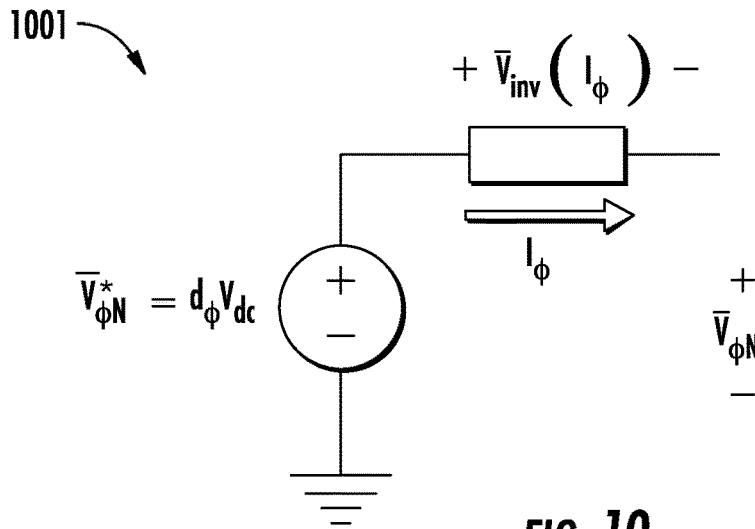 1001
+ V̄inv ( Iϕ ) −
Iϕ
V̄*ϕN = dϕVdc
+
−
+
V̄ϕN
−
FIG. 10